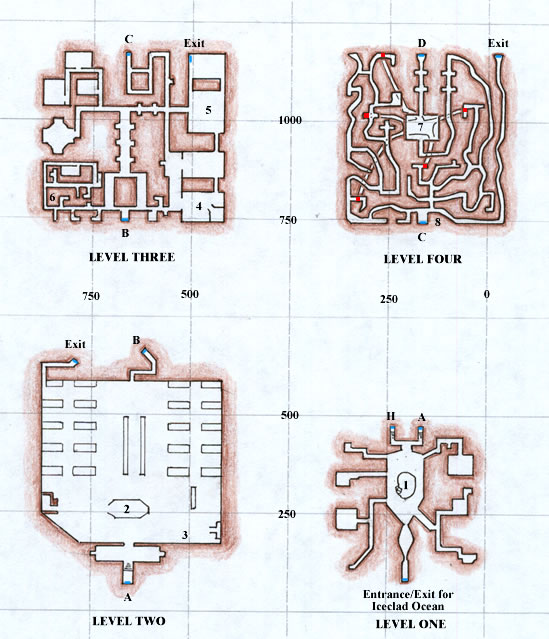 C
Exit
D
Exit
5
1000
7
6
4
8
B
750
C
LEVEL THREE
LEVEL FOUR
750
500
250
0
Exit
B
500
H
A
1
2
250
3
A
Entrance/Exit for
Iceclad Ocean
LEVEL TWO
LEVEL ONE